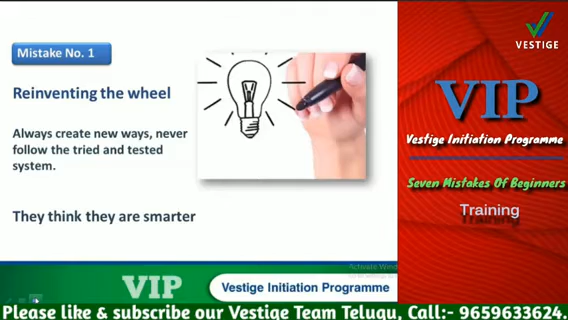 Mistake No. 1
Reinventing the wheel
Always create new ways, never
follow the tried and tested
system.
They think they are smarter
VIP
Vestige Initiation Programme
VESTIGE
VIP
Vestige Initiation Programme
Seven Mistakes Of Beginners
Training
Activate Wind
Please like & subscribe our Vestige Team Telugu, Call:- 9659633624.